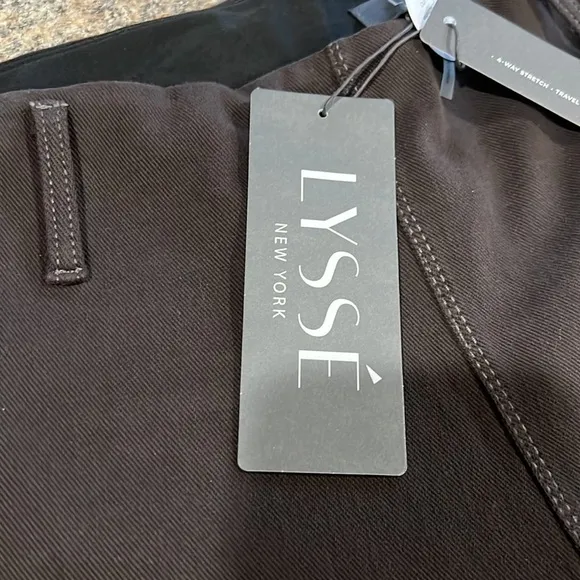 LYSSÉ
NEW YORK
· 4-WAY STRETCH · TRAVEL